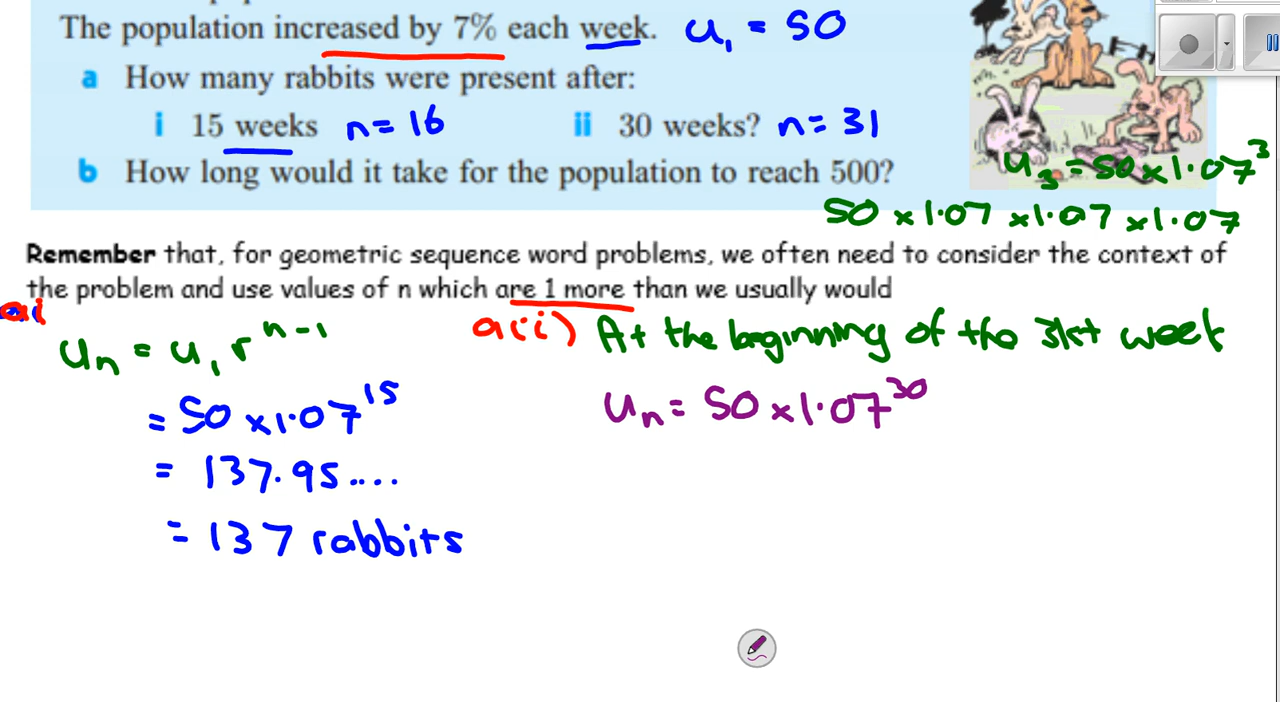 The population increased by 7% each week. u₁ = 50
a How many rabbits were present after:
i 15 weeks n = 16 ii 30 weeks? n = 31
b How long would it take for the population to reach 500?
u₃ = 50 × 1.07³
50 × 1.07 × 1.07 × 1.07
Remember that, for geometric sequence word problems, we often need to consider the context of
the problem and use values of n which are 1 more than we usually would
ai
uₙ = u₁ rⁿ⁻¹
= 50 × 1.07¹⁵
= 137.95....
= 137 rabbits
a(ii) At the beginning of the 31st week
uₙ = 50 × 1.07³⁰